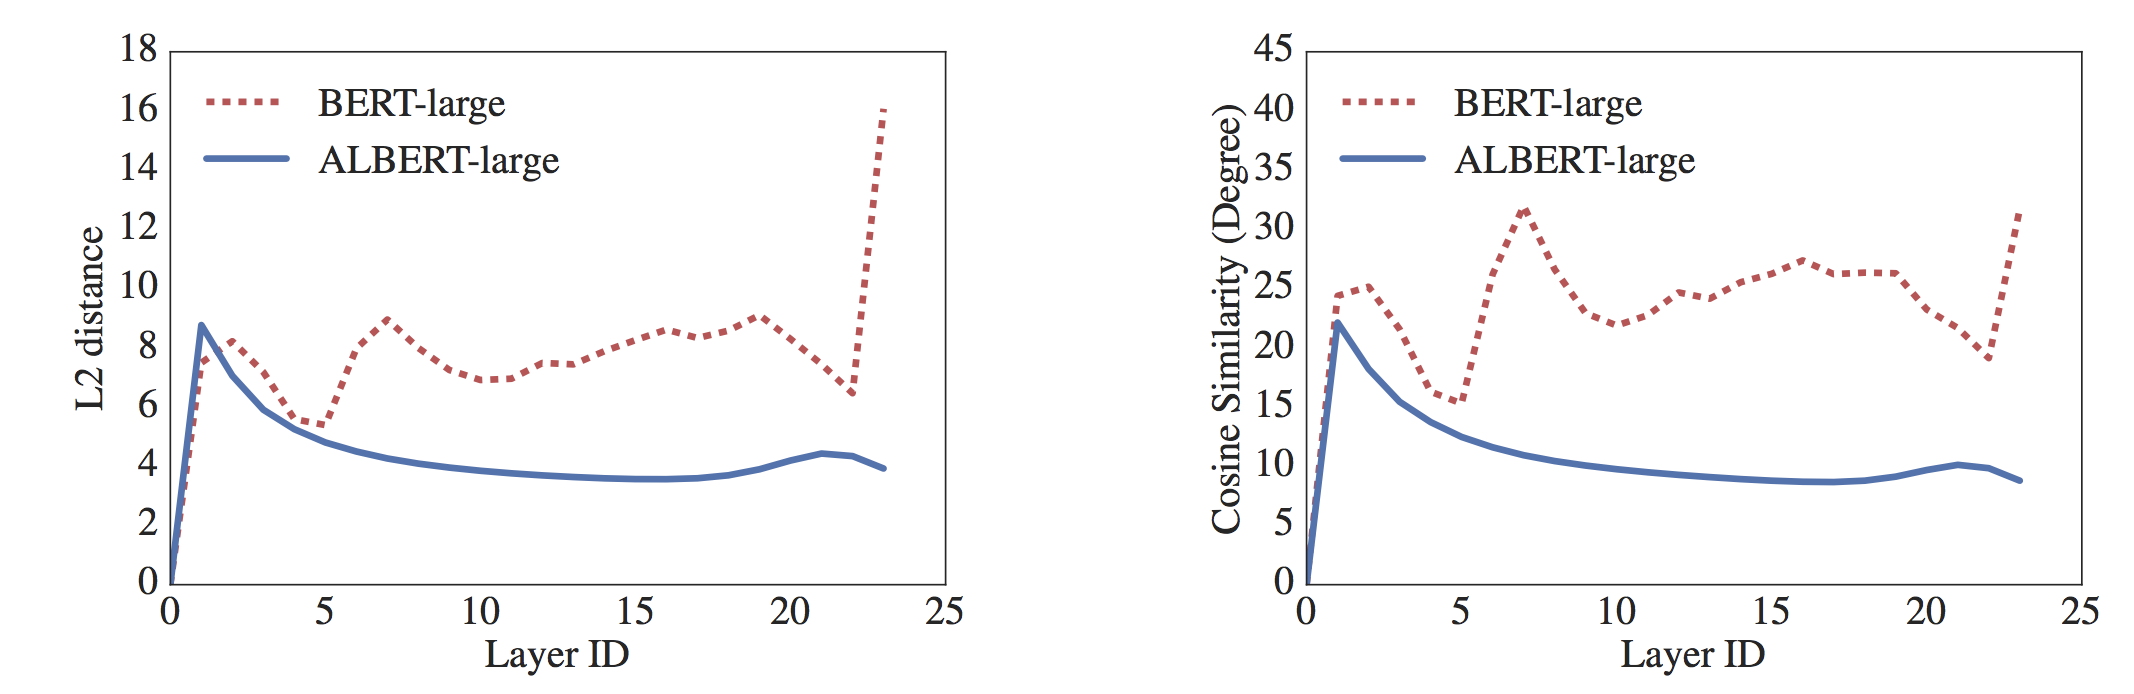 18
16
14
12
10
8
6
4
2
0
L2 distance
BERT-large
ALBERT-large
0 5 10 15 20 25
Layer ID
45
40
35
30
25
20
15
10
5
0
Cosine Similarity (Degree)
BERT-large
ALBERT-large
0 5 10 15 20 25
Layer ID